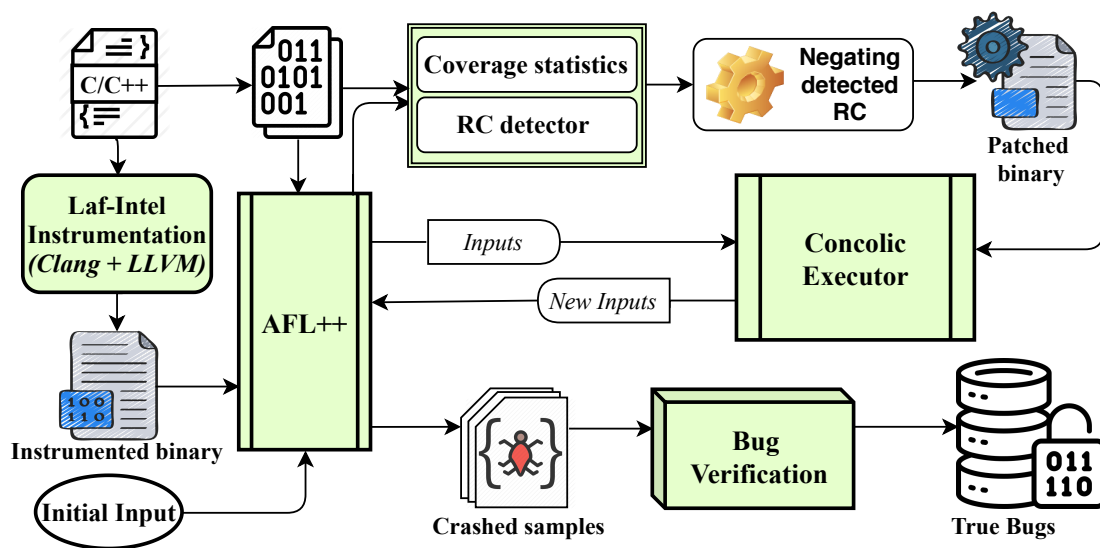 }
C/C++
{
011
0101
001
Coverage statistics
RC detector
Negating
detected
RC
Patched
binary
Laf-Intel
Instrumentation
(Clang + LLVM)
Inputs
Concolic
Executor
New Inputs
AFL++
100
110
Instrumented binary
Initial Input
{ }
Crashed samples
Bug
Verification
011
110
True Bugs